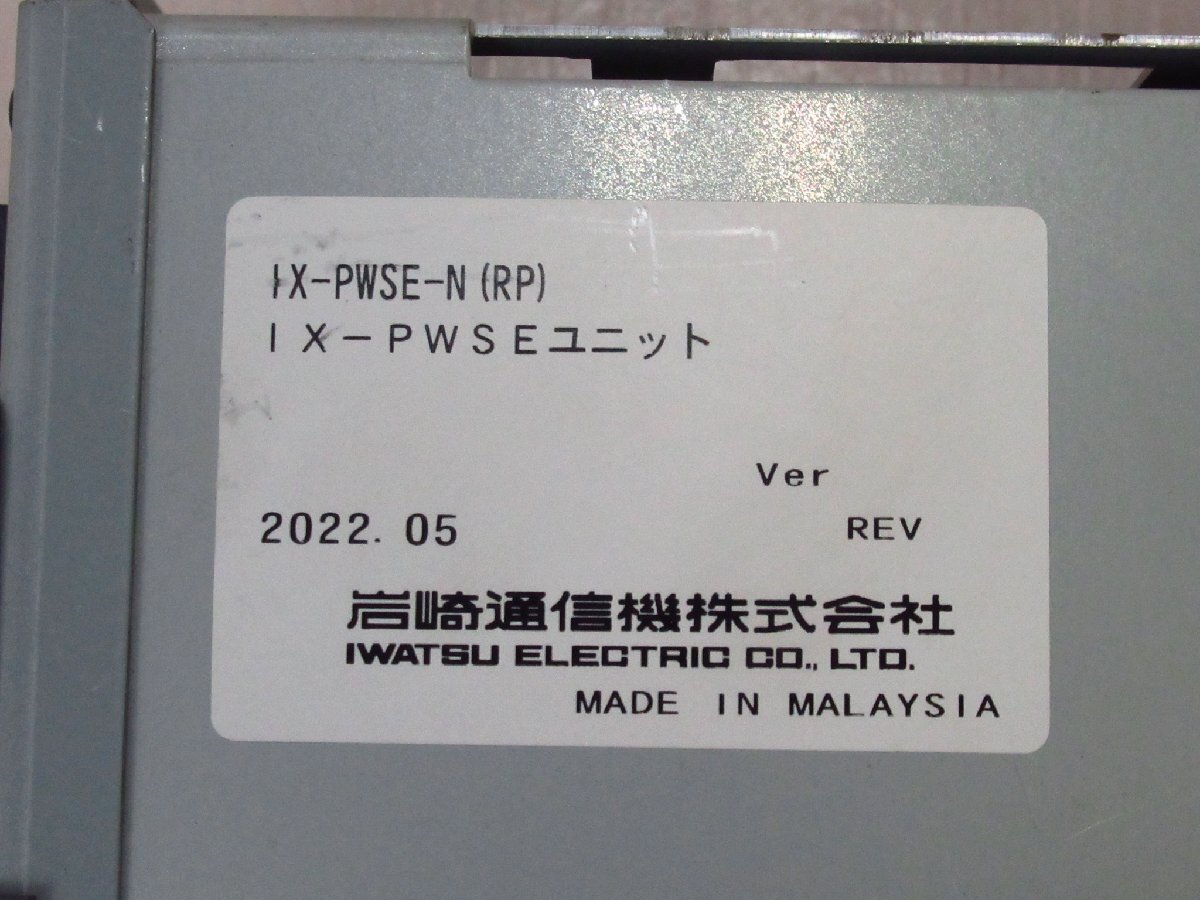 IX-PWSE-N(RP)
IX-PWSEユニット
Ver
2022. 05 REV
岩崎通信機株式会社
IWATSU ELECTRIC CO., LTD.
MADE IN MALAYSIA